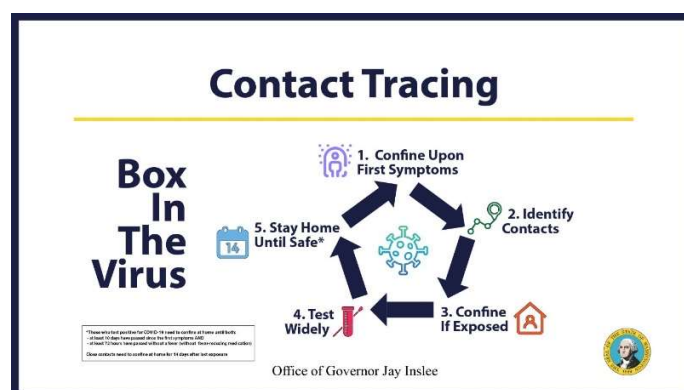 Contact Tracing
Box
In
The
Virus
1. Confine Upon
First Symptoms
2. Identify
Contacts
3. Confine
If Exposed
4. Test
Widely
5. Stay Home
Until Safe*
14
*Those who test positive for COVID-19 need to confine at home until both:
- at least 10 days have passed since the first symptoms AND
- at least 72 hours have passed without a fever (without fever-reducing medication)
Close contacts need to confine at home for 14 days after last exposure
Office of Governor Jay Inslee